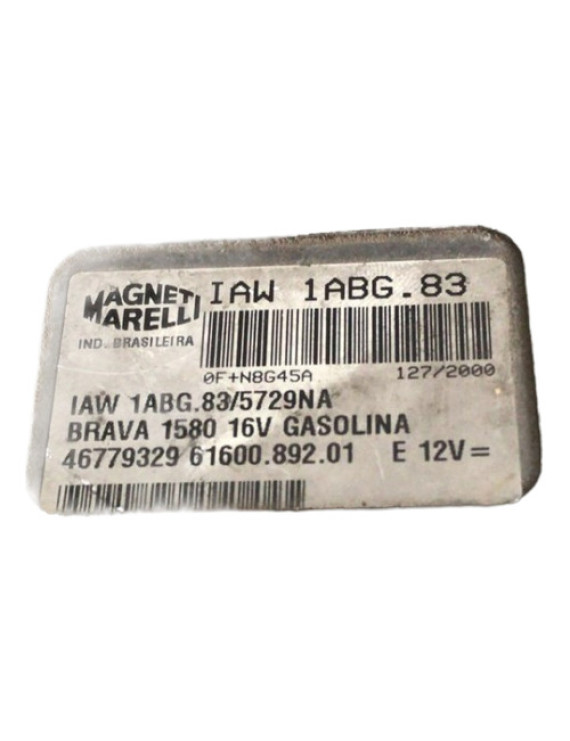 MAGNETI MARELLI
IAW 1ABG.83
IND. BRASILEIRA
0F+N8G45A 127/2000
IAW 1ABG.83/5729NA
BRAVA 1580 16V GASOLINA
46779329 61600.892.01 E 12V=